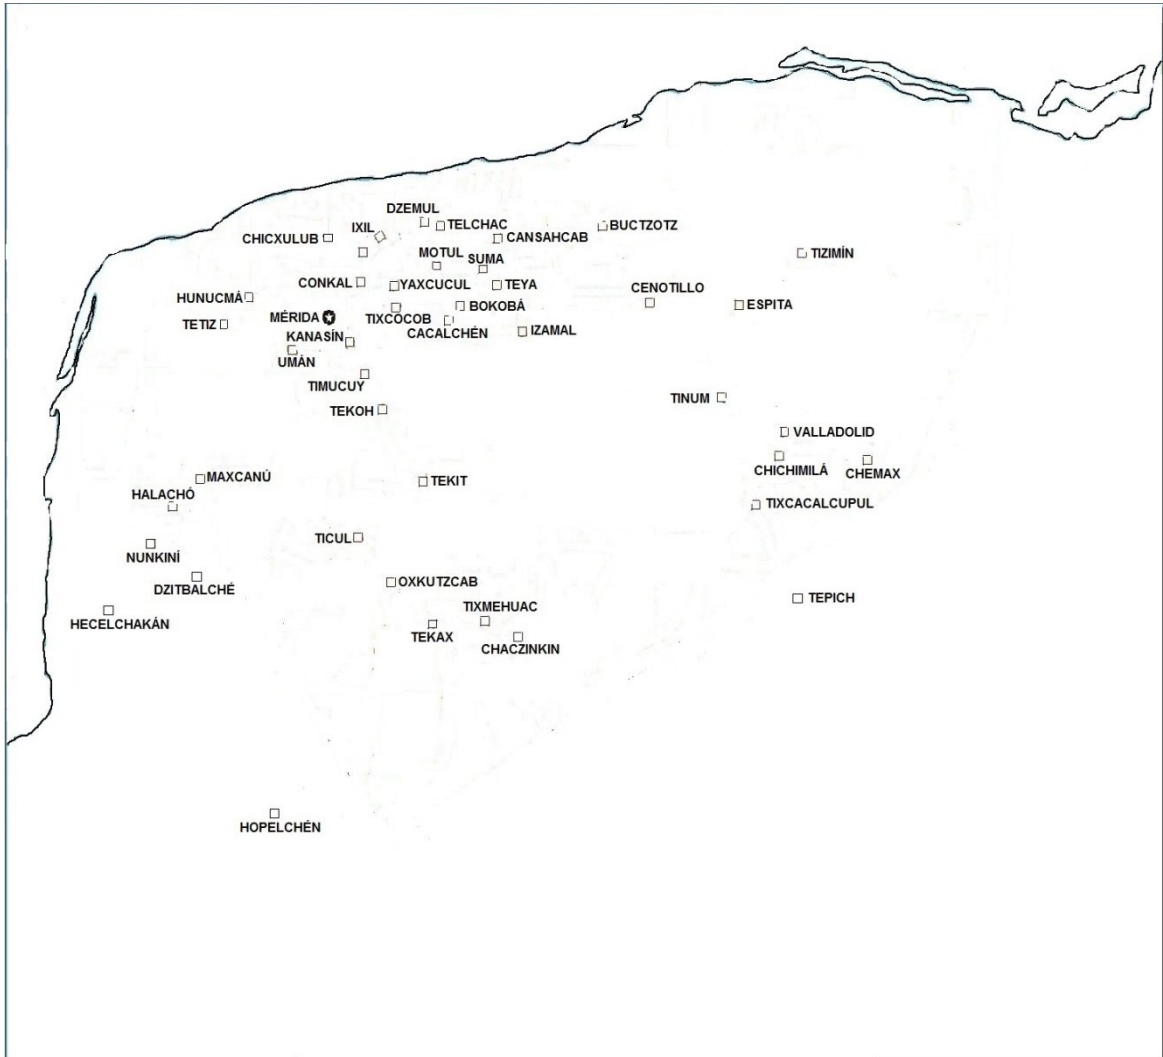 DZEMUL
TELCHAC
BUCTZOTZ
IXIL
CHICXULUB
CANSAHCAB
MOTUL
SUMA
TIZIMÍN
CONKAL
YAXCUCUL
TEYA
CENOTILLO
HUNUCMÁ
BOKOBÁ
ESPITA
MÉRIDA
TIXCOCOB
TETIZ
CACALCHÉN
IZAMAL
KANASÍN
UMÁN
TIMUCUY
TINUM
TEKOH
VALLADOLID
CHICHIMILÁ
CHEMAX
MAXCANÚ
TEKIT
HALACHÓ
TIXCACALCUPUL
TICUL
NUNKINÍ
OXKUTZCAB
DZITBALCHÉ
TEPICH
TIXMEHUAC
HECELCHAKÁN
TEKAX
CHACZINKIN
HOPELCHÉN